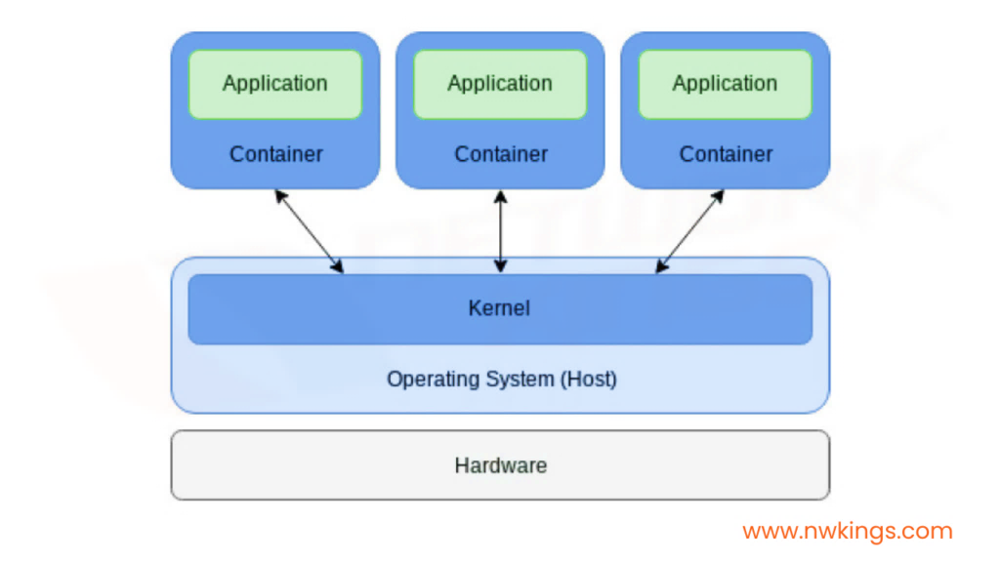 Application
Application
Application
Container
Container
Container
Kernel
Operating System (Host)
Hardware
www.nwkings.com